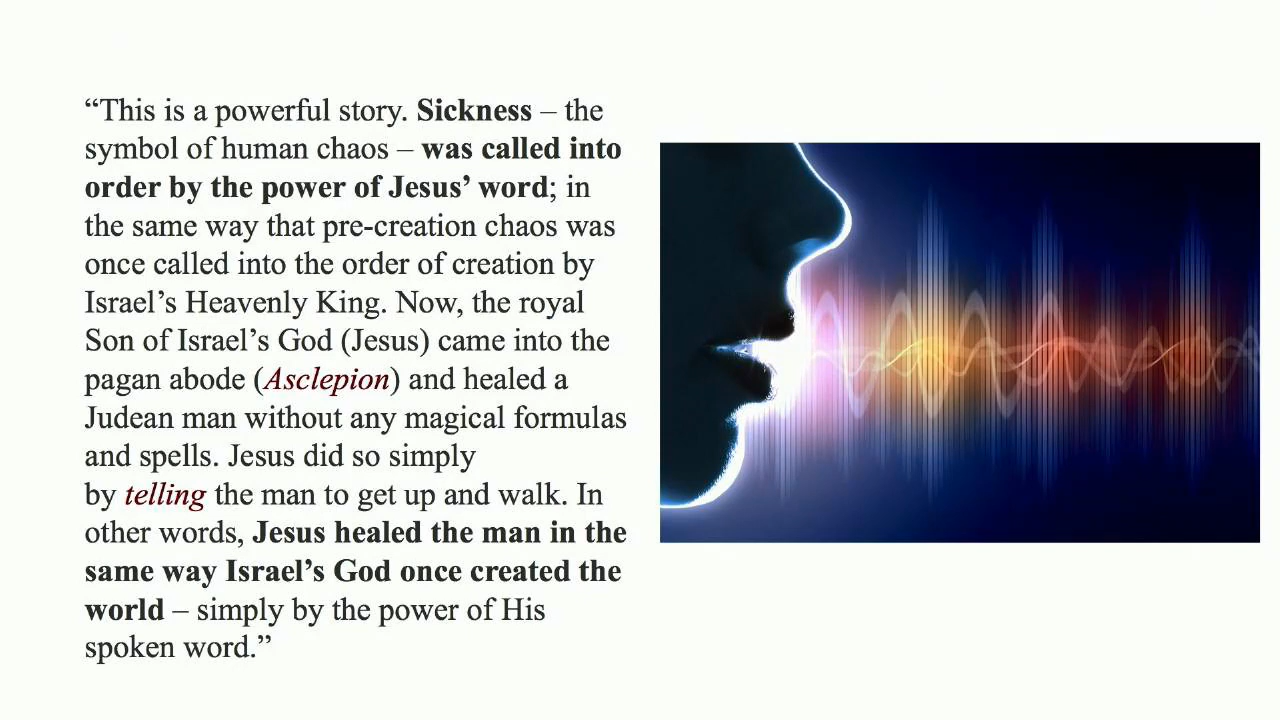 “This is a powerful story. Sickness – the
symbol of human chaos – was called into
order by the power of Jesus’ word; in
the same way that pre-creation chaos was
once called into the order of creation by
Israel’s Heavenly King. Now, the royal
Son of Israel’s God (Jesus) came into the
pagan abode (Asclepion) and healed a
Judean man without any magical formulas
and spells. Jesus did so simply
by telling the man to get up and walk. In
other words, Jesus healed the man in the
same way Israel’s God once created the
world – simply by the power of His
spoken word.”